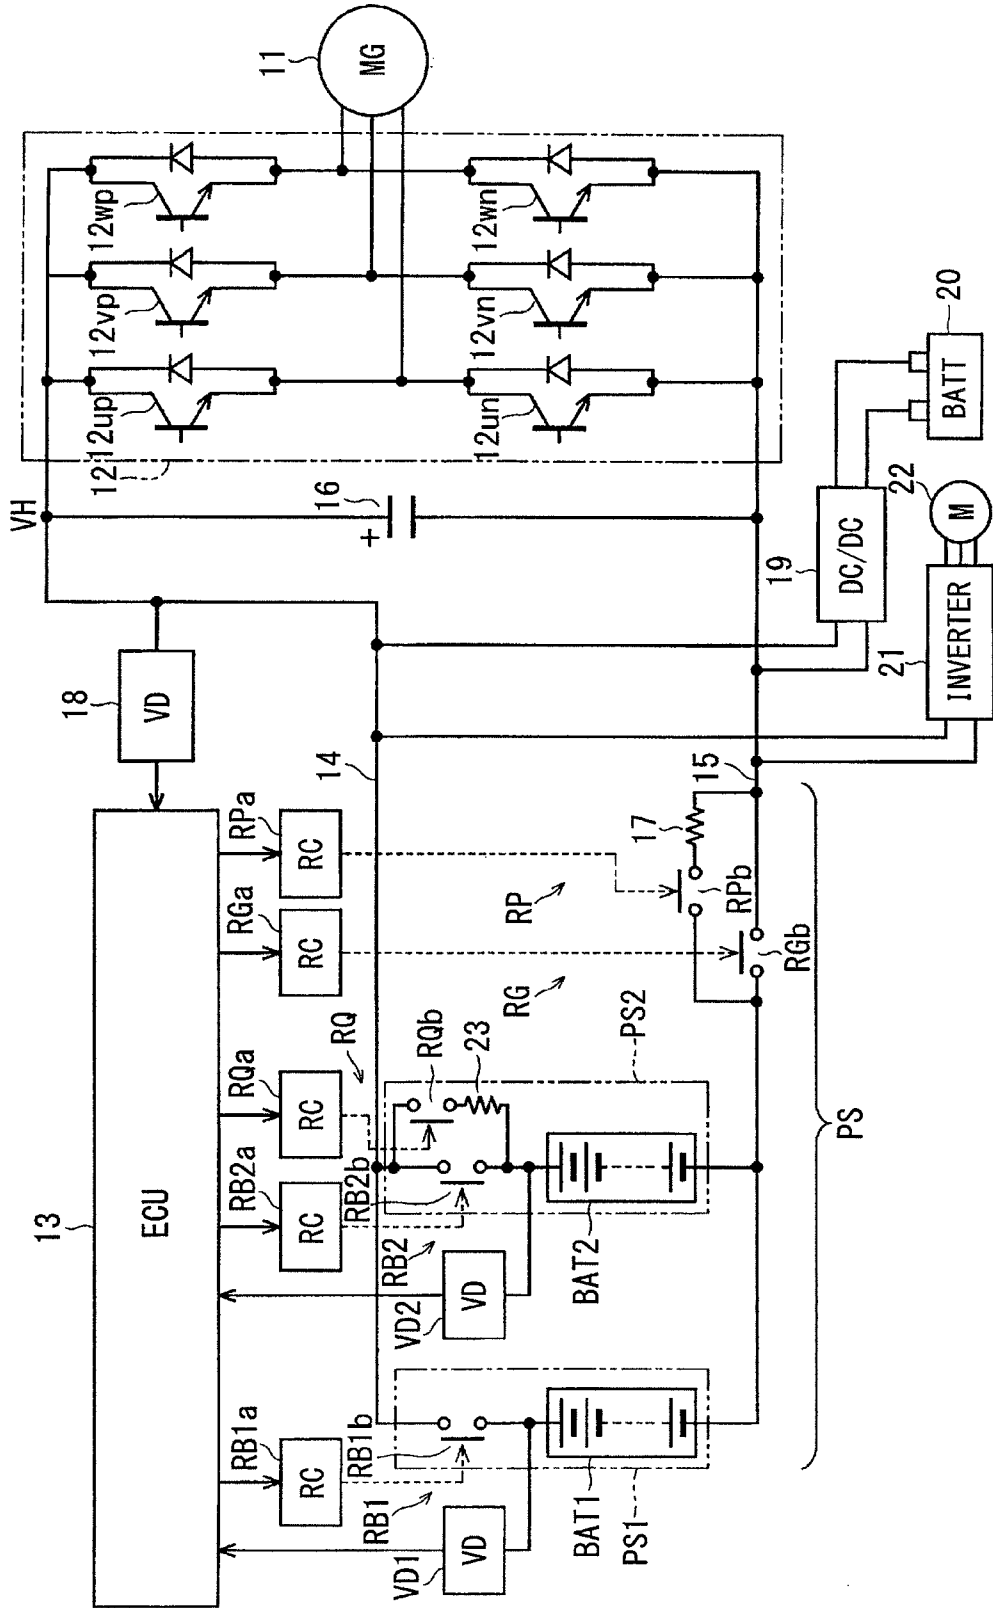 13
ECU
18
VD
VH
RB1a
RC
RB2a
RC
RQa
RC
RGa
RC
RPa
RC
RQ
RG
RP
14
VD1
VD
RB1
RB1b
BAT1
PS1
VD2
VD
RB2
RB2b
RQb
23
BAT2
PS2
17
RPb
RGb
15
PS
16
+
12
12up
12vp
12wp
12un
12vn
12wn
11
MG
19
DC/DC
20
BATT
21
INVERTER
22
M